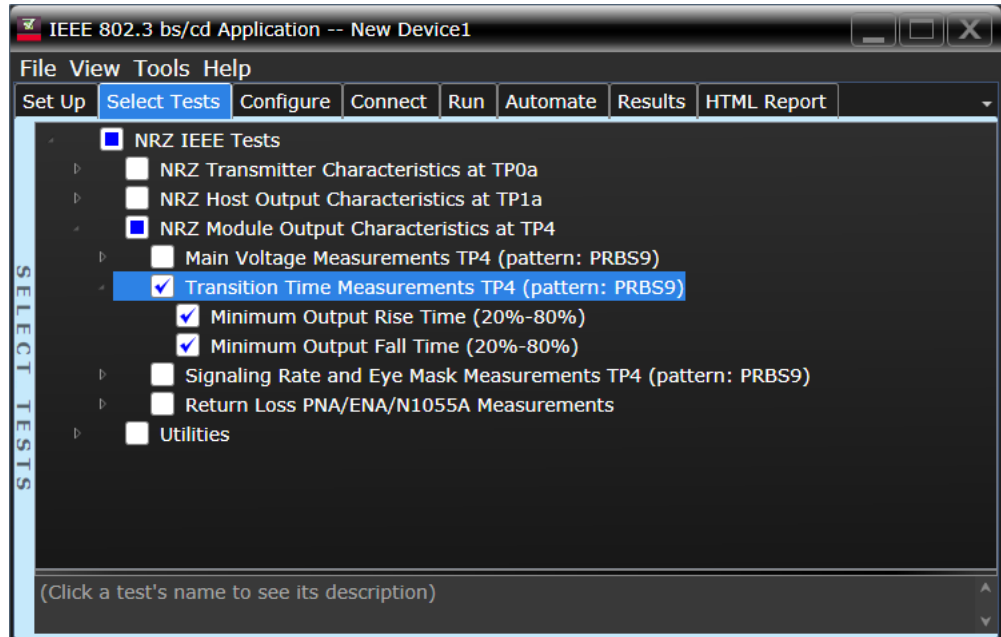 IEEE 802.3 bs/cd Application -- New Device1
File View Tools Help
Set Up Select Tests Configure Connect Run Automate Results HTML Report
NRZ IEEE Tests
NRZ Transmitter Characteristics at TP0a
NRZ Host Output Characteristics at TP1a
NRZ Module Output Characteristics at TP4
Main Voltage Measurements TP4 (pattern: PRBS9)
Transition Time Measurements TP4 (pattern: PRBS9)
Minimum Output Rise Time (20%-80%)
Minimum Output Fall Time (20%-80%)
Signaling Rate and Eye Mask Measurements TP4 (pattern: PRBS9)
Return Loss PNA/ENA/N1055A Measurements
Utilities
SELECT TESTS
(Click a test's name to see its description)